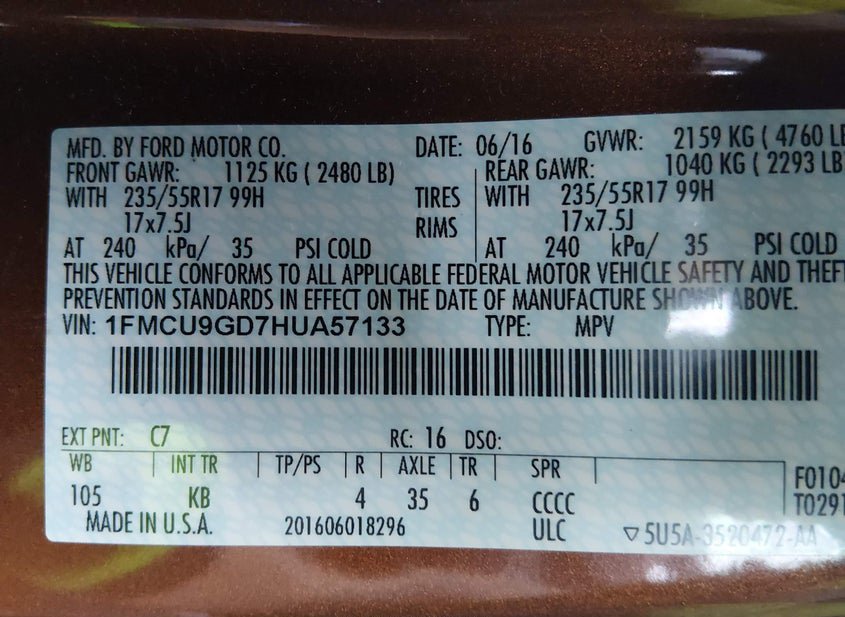 MFD. BY FORD MOTOR CO. DATE: 06/16 GVWR: 2159 KG ( 4760 LB
FRONT GAWR: 1125 KG ( 2480 LB) REAR GAWR: 1040 KG ( 2293 LB)
WITH 235/55R17 99H TIRES WITH 235/55R17 99H
17x7.5J RIMS 17x7.5J
AT 240 kPa/ 35 PSI COLD AT 240 kPa/ 35 PSI COLD
THIS VEHICLE CONFORMS TO ALL APPLICABLE FEDERAL MOTOR VEHICLE SAFETY AND THEFT
PREVENTION STANDARDS IN EFFECT ON THE DATE OF MANUFACTURE SHOWN ABOVE.
VIN: 1FMCU9GD7HUA57133 TYPE: MPV
EXT PNT: C7 RC: 16 DSO:
WB INT TR TP/PS R AXLE TR SPR
105 KB 4 35 6 CCCC
F0104
T0291
MADE IN U.S.A. 201606018296 ULC ▽5U5A-3520472-AA